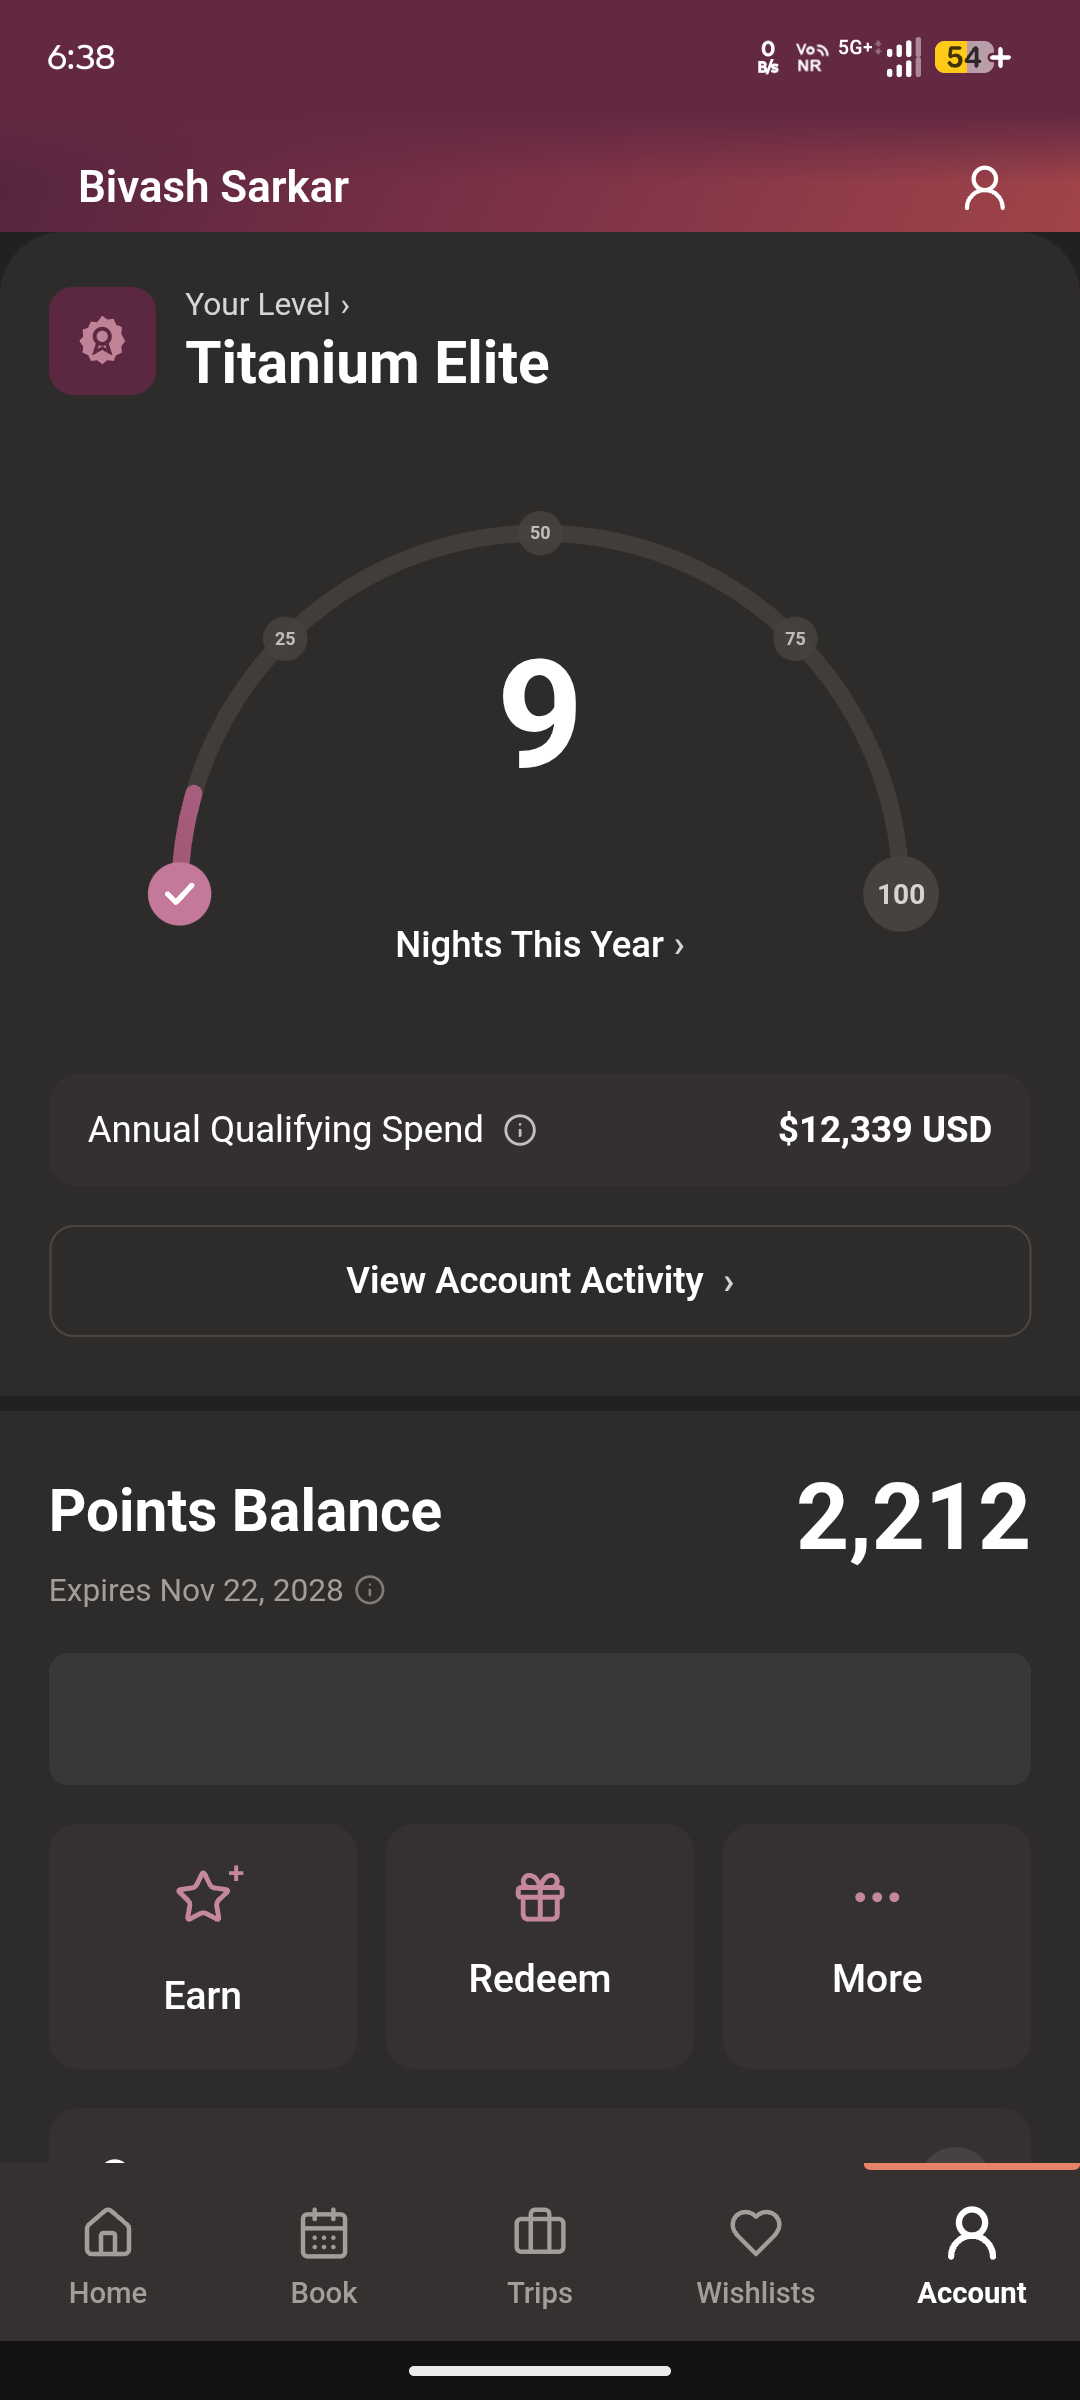 6:38
0 B/s
Vo NR
5G+
54
Bivash Sarkar
Your Level ›
Titanium Elite
50
25
75
9
100
Nights This Year ›
Annual Qualifying Spend
$12,339 USD
View Account Activity ›
Points Balance
2,212
Expires Nov 22, 2028
Earn
Redeem
More
Home
Book
Trips
Wishlists
Account